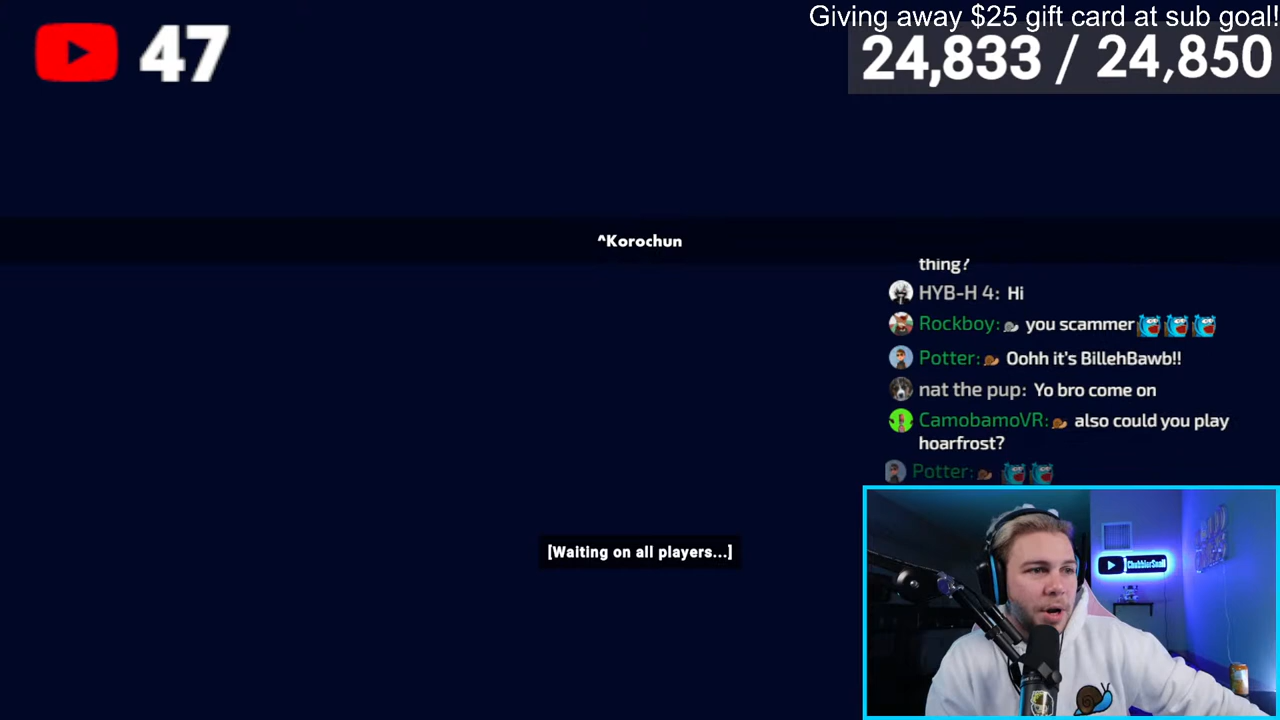 Giving away $25 gift card at sub goal!
47
24,833 / 24,850
^Korochun
thing?
HYB-H 4: Hi
Rockboy: you scammer
Potter: Oohh it's BillehBawb!!
nat the pup: Yo bro come on
CamobamoVR: also could you play
hoarfrost?
Potter:
[Waiting on all players...]
ChubbierSnail